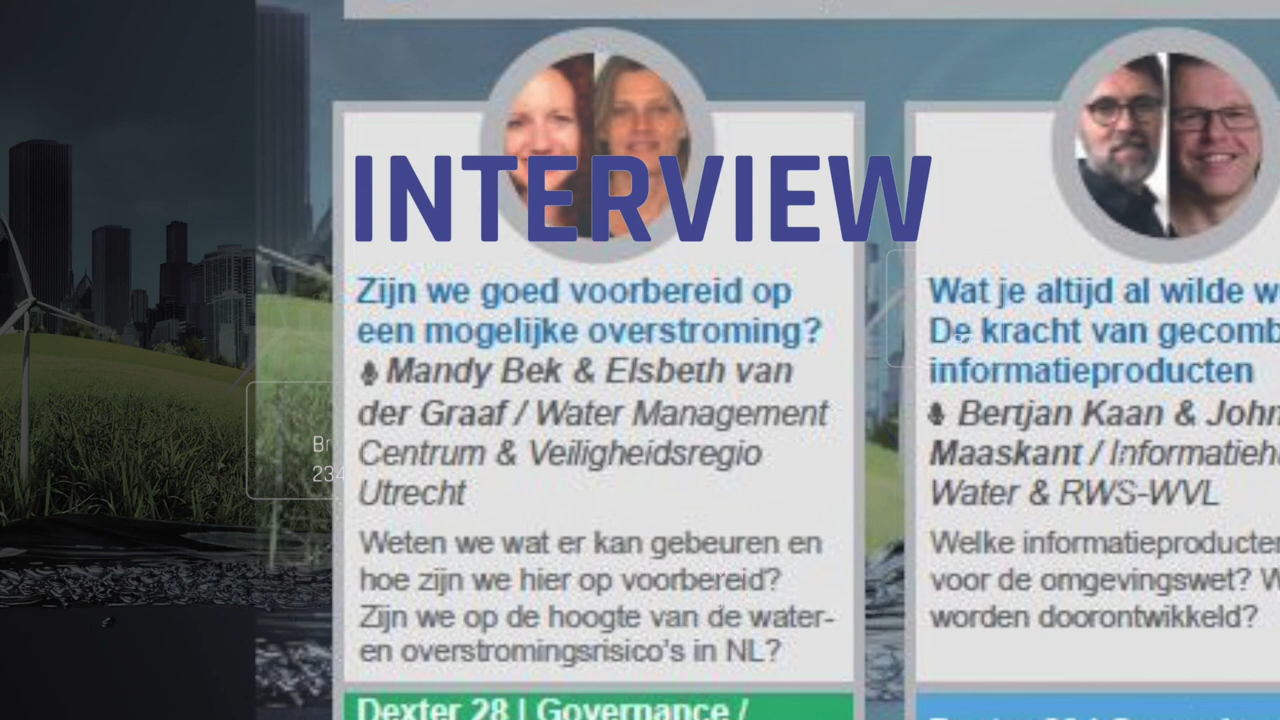 INTERVIEW
Zijn we goed voorbereid op
een mogelijke overstroming?
Mandy Bek & Elsbeth van
der Graaf / Water Management
Centrum & Veiligheidsregio
Utrecht
Weten we wat er kan gebeuren en
hoe zijn we hier op voorbereid?
Zijn we op de hoogte van de water-
en overstromingsrisico's in NL?
Dexter 28 | Governance /
Wat je altijd al wilde w
De kracht van gecomb
informatieproducten
Bertjan Kaan & John
Maaskant / Informatieh
Water & RWS-WVL
Welke informatieproducten
voor de omgevingswet? W
worden doorontwikkeld?
Br
234